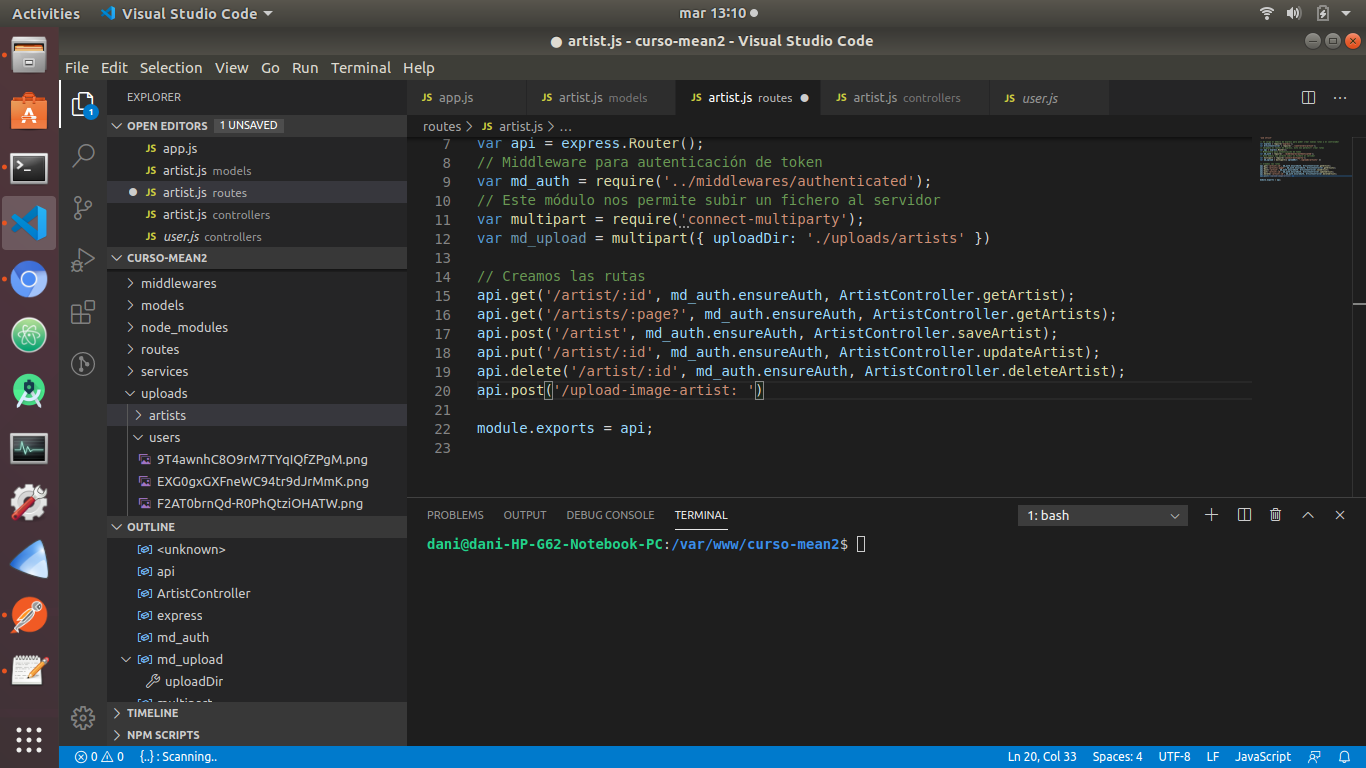 Activities
Visual Studio Code
mar 13:10
artist.js - curso-mean2 - Visual Studio Code
File Edit Selection View Go Run Terminal Help
1
EXPLORER
OPEN EDITORS 1 UNSAVED
JS app.js
JS artist.js models
JS artist.js routes
JS artist.js controllers
JS user.js controllers
CURSO-MEAN2
middlewares
models
node_modules
routes
services
uploads
artists
users
9T4awnhC8O9rM7TYqIQfZPgM.png
EXG0gxGXFneWC94tr9dJrMmK.png
F2AT0brnQd-R0PhQtziOHATW.png
OUTLINE
<unknown>
api
ArtistController
express
md_auth
md_upload
uploadDir
TIMELINE
NPM SCRIPTS
JS app.js
JS artist.js models
JS artist.js routes
JS artist.js controllers
JS user.js
routes > JS artist.js > ...
7 var api = express.Router();
8 // Middleware para autenticación de token
9 var md_auth = require('../middlewares/authenticated');
10 // Este módulo nos permite subir un fichero al servidor
11 var multipart = require('connect-multiparty');
12 var md_upload = multipart({ uploadDir: './uploads/artists' })
13
14 // Creamos las rutas
15 api.get('/artist/:id', md_auth.ensureAuth, ArtistController.getArtist);
16 api.get('/artists/:page?', md_auth.ensureAuth, ArtistController.getArtists);
17 api.post('/artist', md_auth.ensureAuth, ArtistController.saveArtist);
18 api.put('/artist/:id', md_auth.ensureAuth, ArtistController.updateArtist);
19 api.delete('/artist/:id', md_auth.ensureAuth, ArtistController.deleteArtist);
20 api.post('/upload-image-artist: ')
21
22 module.exports = api;
23
PROBLEMS OUTPUT DEBUG CONSOLE TERMINAL
1: bash
dani@dani-HP-G62-Notebook-PC:/var/www/curso-mean2$
0 0 {..} : Scanning..
Ln 20, Col 33 Spaces: 4 UTF-8 LF JavaScript